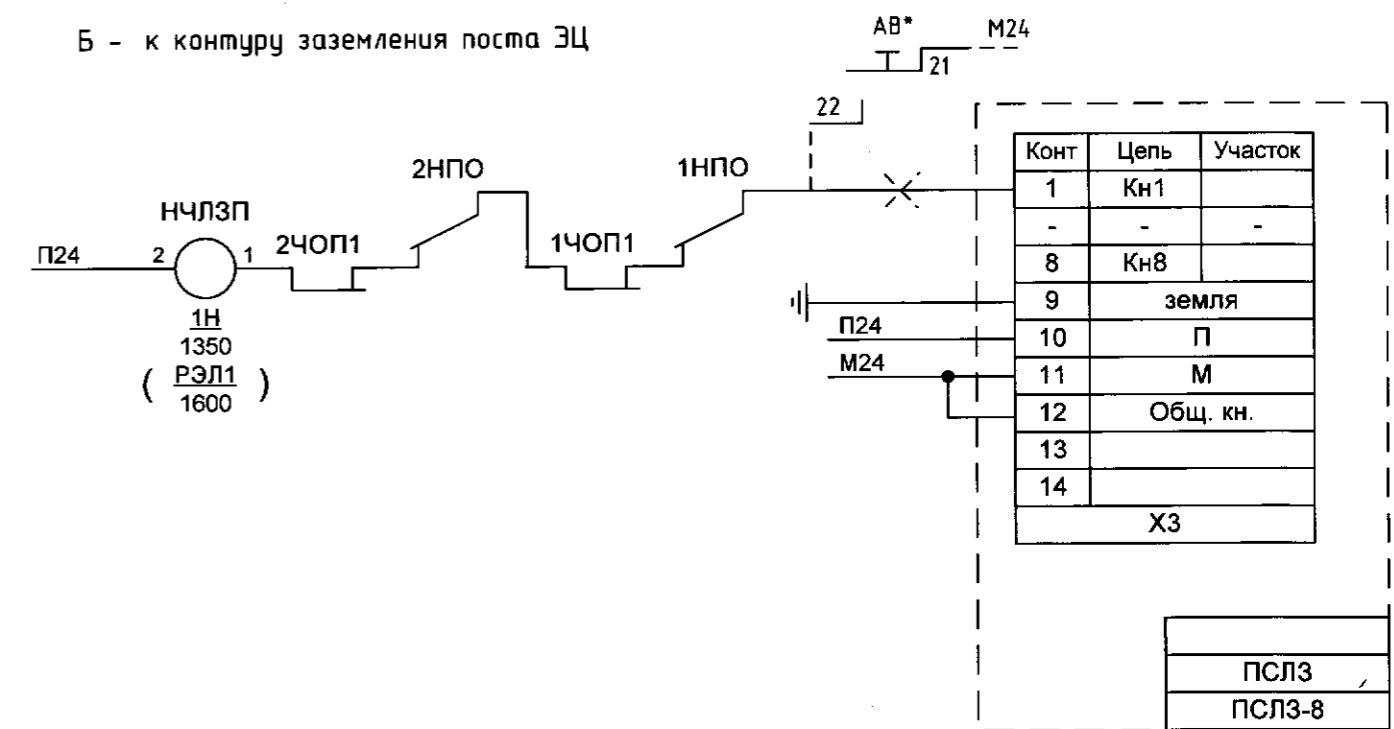 Б - к контуру заземления поста ЭЦ
АВ*
М24
21
22
2НПО
1НПО
НЧЛЗП
2ЧОП1
1ЧОП1
П24
2
1
1Н
1350
( РЭЛ1 )
1600
Конт Цепь Участок
1 Кн1
- - -
8 Кн8
9 земля
П24
10 П
М24
11 М
12 Общ. кн.
13
14
Х3
ПСЛЗ
ПСЛЗ-8